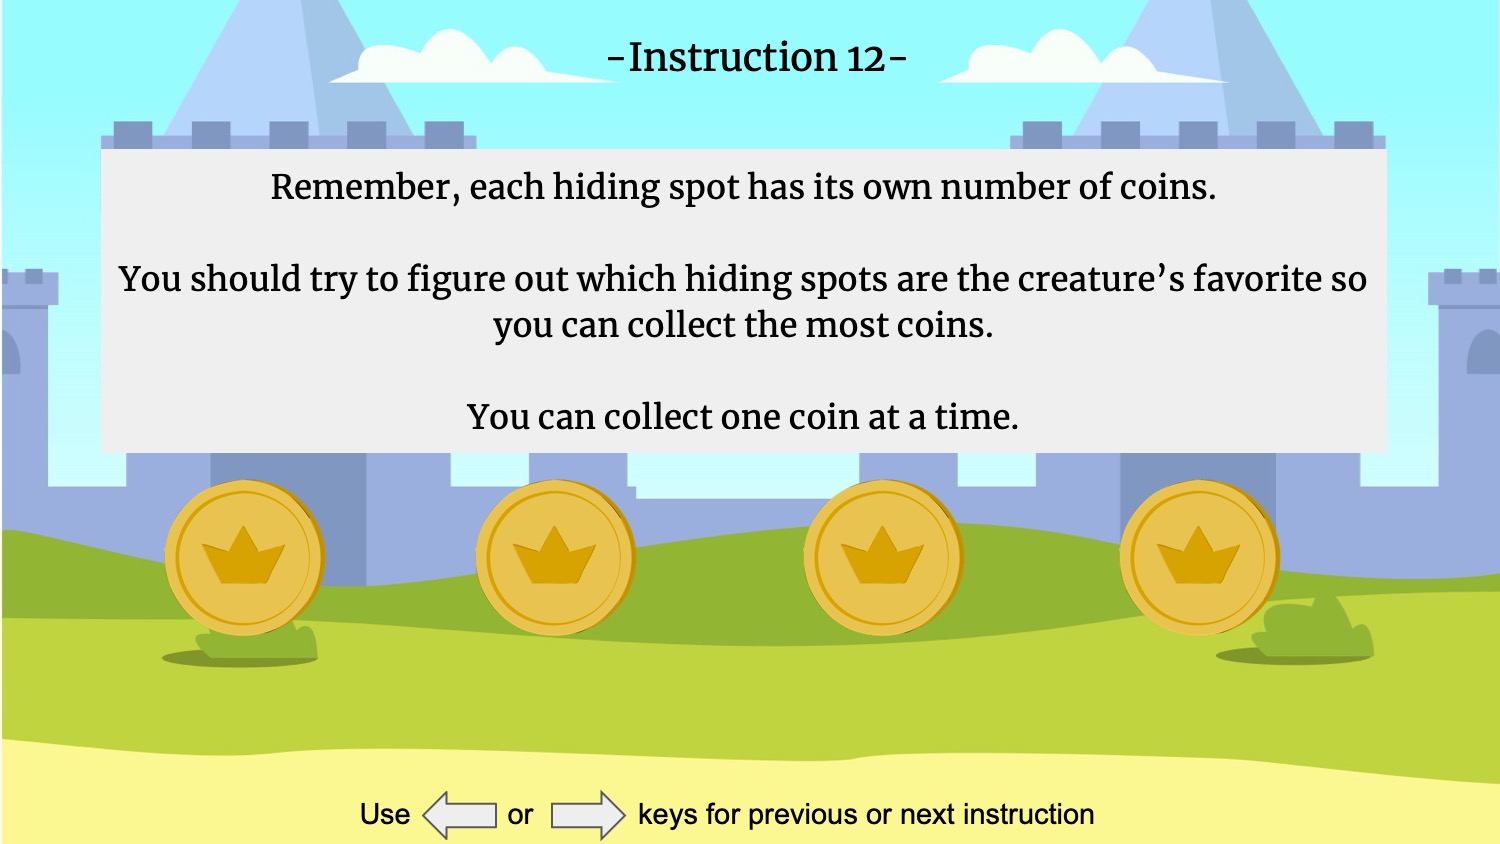 -Instruction 12-
Remember, each hiding spot has its own number of coins.
You should try to figure out which hiding spots are the creature’s favorite so
you can collect the most coins.
You can collect one coin at a time.
Use or keys for previous or next instruction